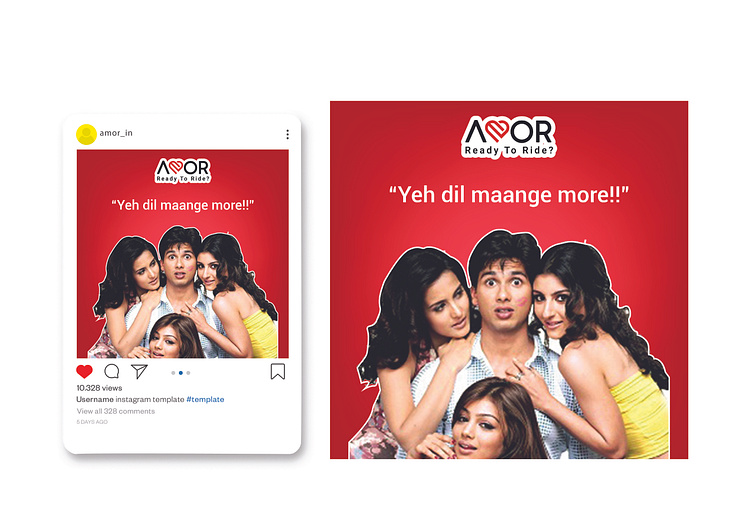 amor_in
AMOR
Ready To Ride?
“Yeh dil maange more!!”
10.328 views
Username instagram template #template
View all 328 comments
5 DAYS AGO
AMOR
Ready To Ride?
“Yeh dil maange more!!”